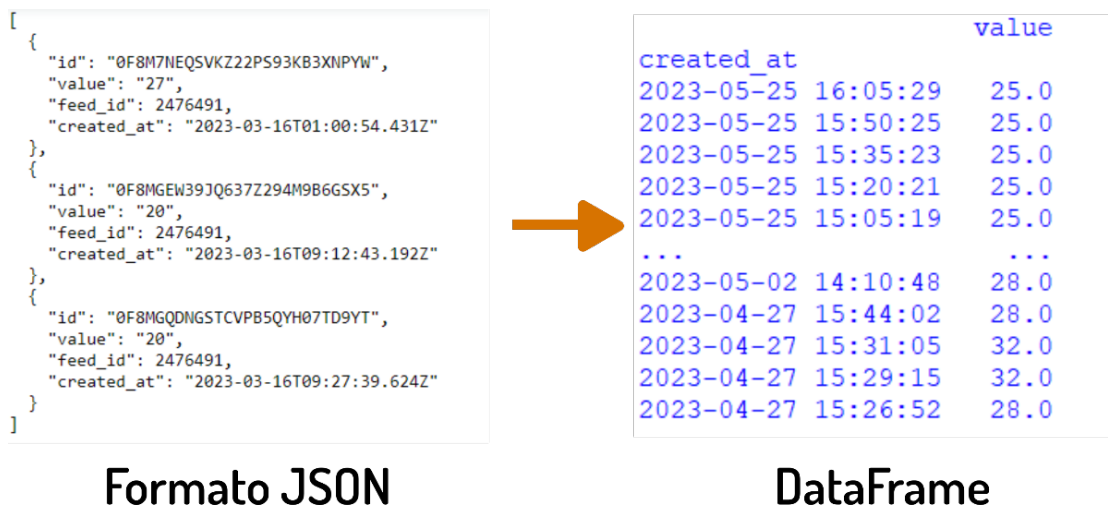 [
  {
    "id": "0F8M7NEQSVKZ22PS93KB3XNPYW",
    "value": "27",
    "feed_id": 2476491,
    "created_at": "2023-03-16T01:00:54.431Z"
  },
  {
    "id": "0F8MGEW39JQ637Z294M9B6GSX5",
    "value": "20",
    "feed_id": 2476491,
    "created_at": "2023-03-16T09:12:43.192Z"
  },
  {
    "id": "0F8MGQDNGSTCVPB5QYH07TD9YT",
    "value": "20",
    "feed_id": 2476491,
    "created_at": "2023-03-16T09:27:39.624Z"
  }
]
Formato JSON
value
created_at
2023-05-25 16:05:29   25.0
2023-05-25 15:50:25   25.0
2023-05-25 15:35:23   25.0
2023-05-25 15:20:21   25.0
2023-05-25 15:05:19   25.0
...   ...
2023-05-02 14:10:48   28.0
2023-04-27 15:44:02   28.0
2023-04-27 15:31:05   32.0
2023-04-27 15:29:15   32.0
2023-04-27 15:26:52   28.0
DataFrame